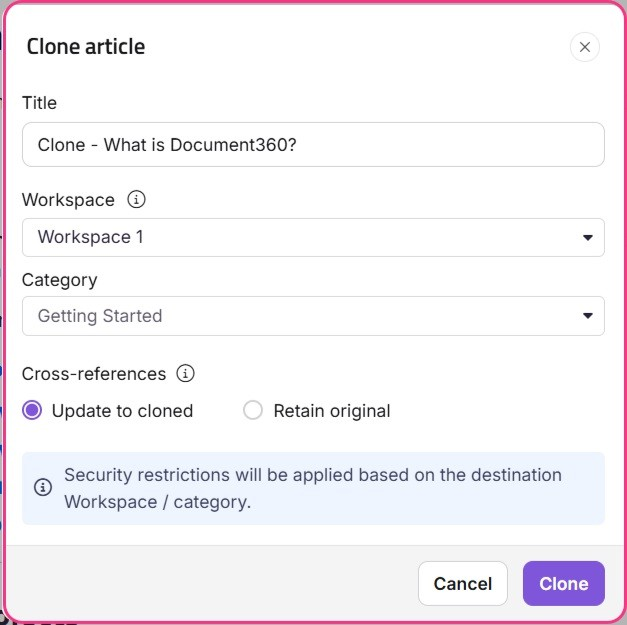 Clone article
Title
Clone - What is Document360?
Workspace
Workspace 1
Category
Getting Started
Cross-references
Update to cloned
Retain original
Security restrictions will be applied based on the destination
Workspace / category.
Cancel
Clone